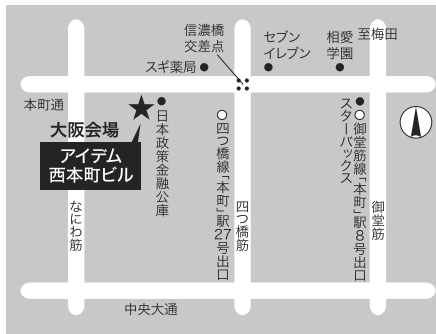 信濃橋
交差点
セブン
イレブン
相愛
学園
至梅田
スギ薬局
本町通
大阪会場
アイデム
西本町ビル
日本政策金融公庫
四つ橋線「本町」駅27号出口
スターバックス
御堂筋線「本町」駅8号出口
なにわ筋
四つ橋筋
御堂筋
中央大通